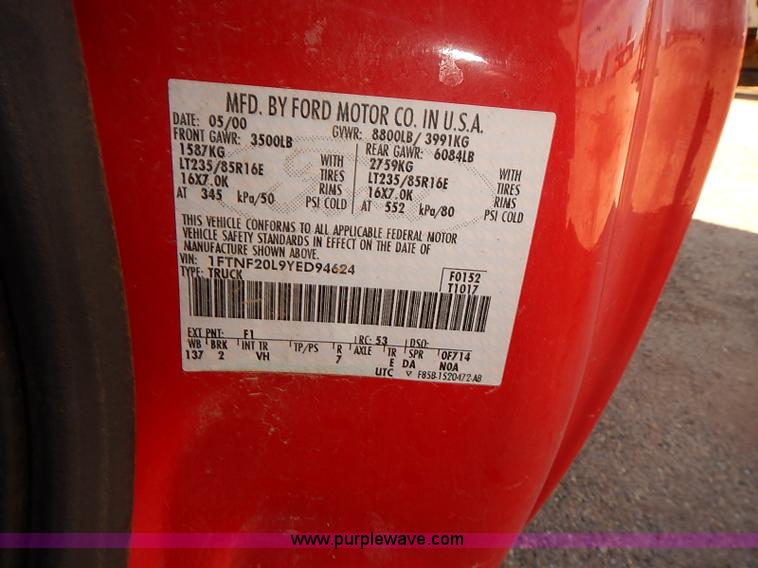 MFD. BY FORD MOTOR CO. IN U.S.A.
DATE: 05/00 GVWR: 8800LB/ 3991KG
FRONT GAWR: 3500LB REAR GAWR: 6084LB
1587KG WITH 2759KG WITH
LT235/85R16E TIRES LT235/85R16E TIRES
16X7.0K RIMS 16X7.0K RIMS
AT 345 kPa/50 PSI COLD AT 552 kPa/80 PSI COLD
THIS VEHICLE CONFORMS TO ALL APPLICABLE FEDERAL MOTOR
VEHICLE SAFETY STANDARDS IN EFFECT ON THE DATE OF
MANUFACTURE SHOWN ABOVE.
VIN: 1FTNF20L9YED94624 F0152
TYPE: TRUCK T1017
EXT PNT: F1 RC: 53 DSO:
WB BRK INT TR TP/PS R AXLE TR SPR 0F714
137 2 VH 7 E DA N0A
UTC ▽ F85B-1520472-AB
www.purplewave.com